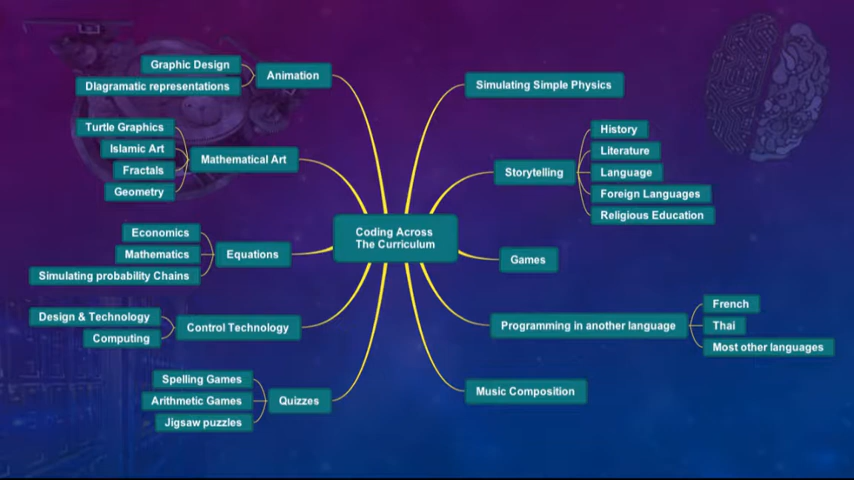 Coding Across
The Curriculum
Animation
Graphic Design
DIagramatic representations
Mathematical Art
Turtle Graphics
Islamic Art
Fractals
Geometry
Equations
Economics
Mathematics
Simulating probability Chains
Control Technology
Design & Technology
Computing
Quizzes
Spelling Games
Arithmetic Games
Jigsaw puzzles
Simulating Simple Physics
Storytelling
History
Literature
Language
Foreign Languages
Religious Education
Games
Programming in another language
French
Thai
Most other languages
Music Composition